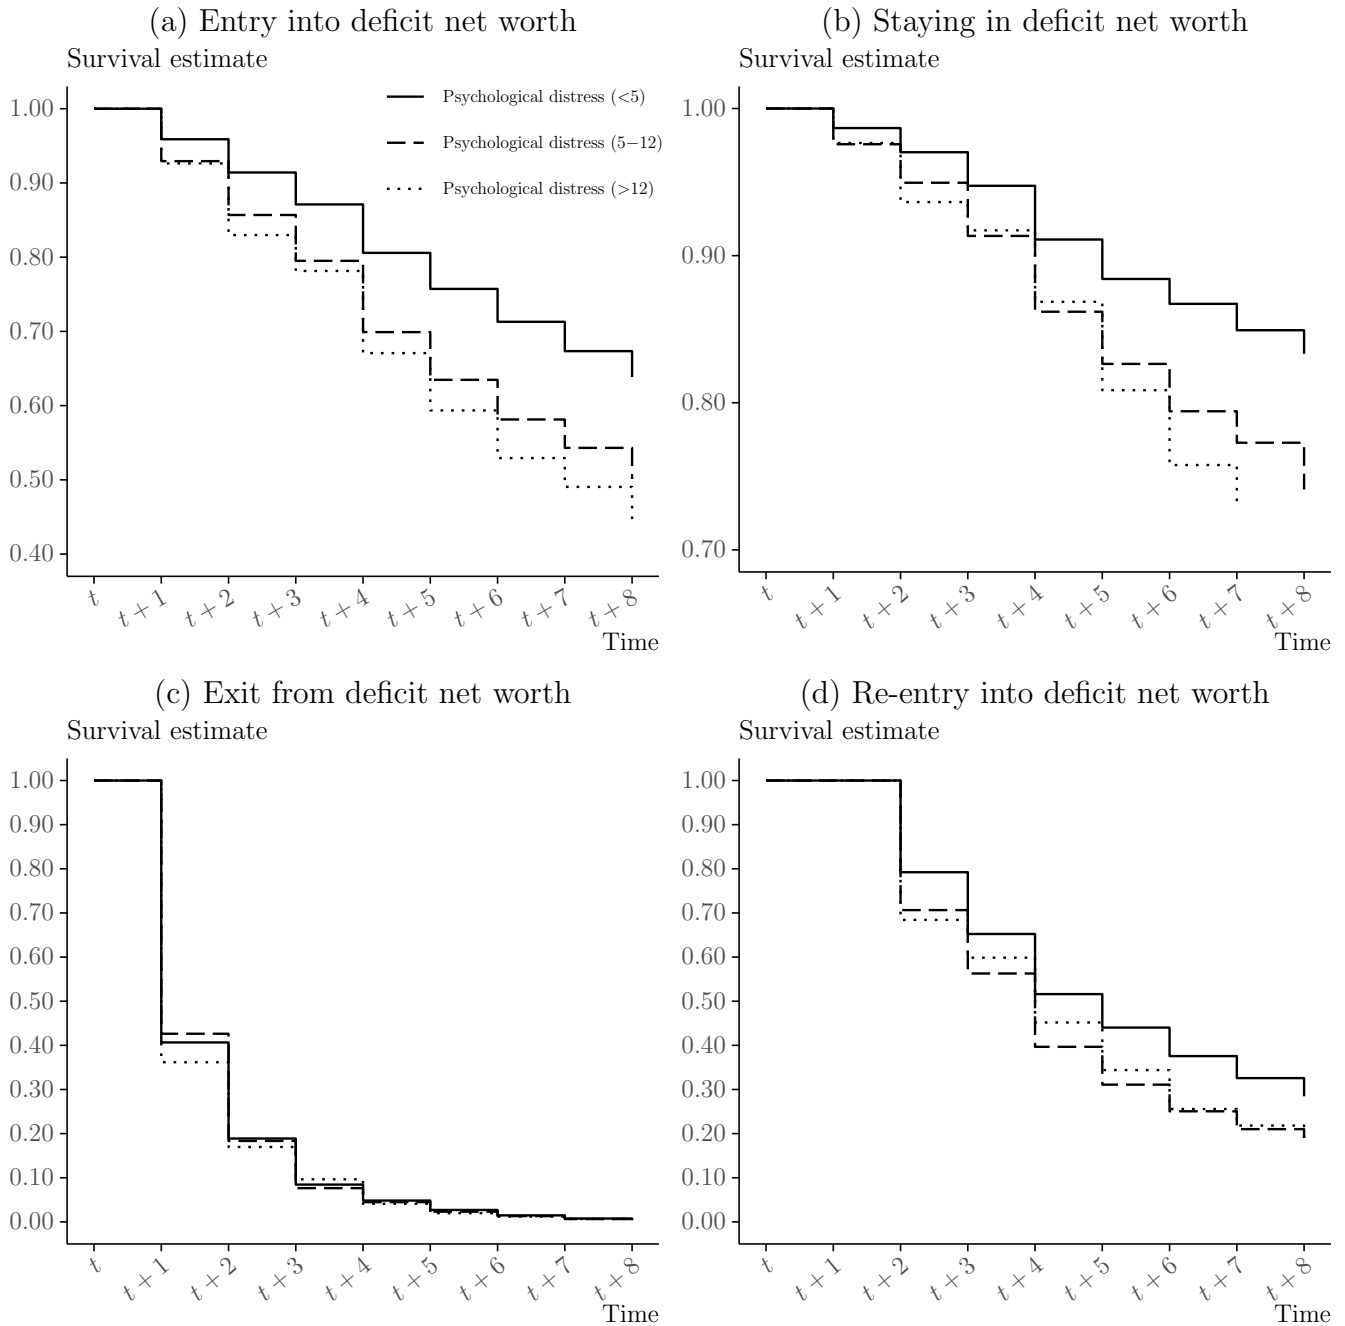 (a) Entry into deficit net worth
Survival estimate
1.00
0.90
0.80
0.70
0.60
0.50
0.40
Psychological distress (<5)
Psychological distress (5−12)
Psychological distress (>12)
t
t + 1
t + 2
t + 3
t + 4
t + 5
t + 6
t + 7
t + 8
Time
(b) Staying in deficit net worth
Survival estimate
1.00
0.90
0.80
0.70
t
t + 1
t + 2
t + 3
t + 4
t + 5
t + 6
t + 7
t + 8
Time
(c) Exit from deficit net worth
Survival estimate
1.00
0.90
0.80
0.70
0.60
0.50
0.40
0.30
0.20
0.10
0.00
t
t + 1
t + 2
t + 3
t + 4
t + 5
t + 6
t + 7
t + 8
Time
(d) Re-entry into deficit net worth
Survival estimate
1.00
0.90
0.80
0.70
0.60
0.50
0.40
0.30
0.20
0.10
0.00
t
t + 1
t + 2
t + 3
t + 4
t + 5
t + 6
t + 7
t + 8
Time